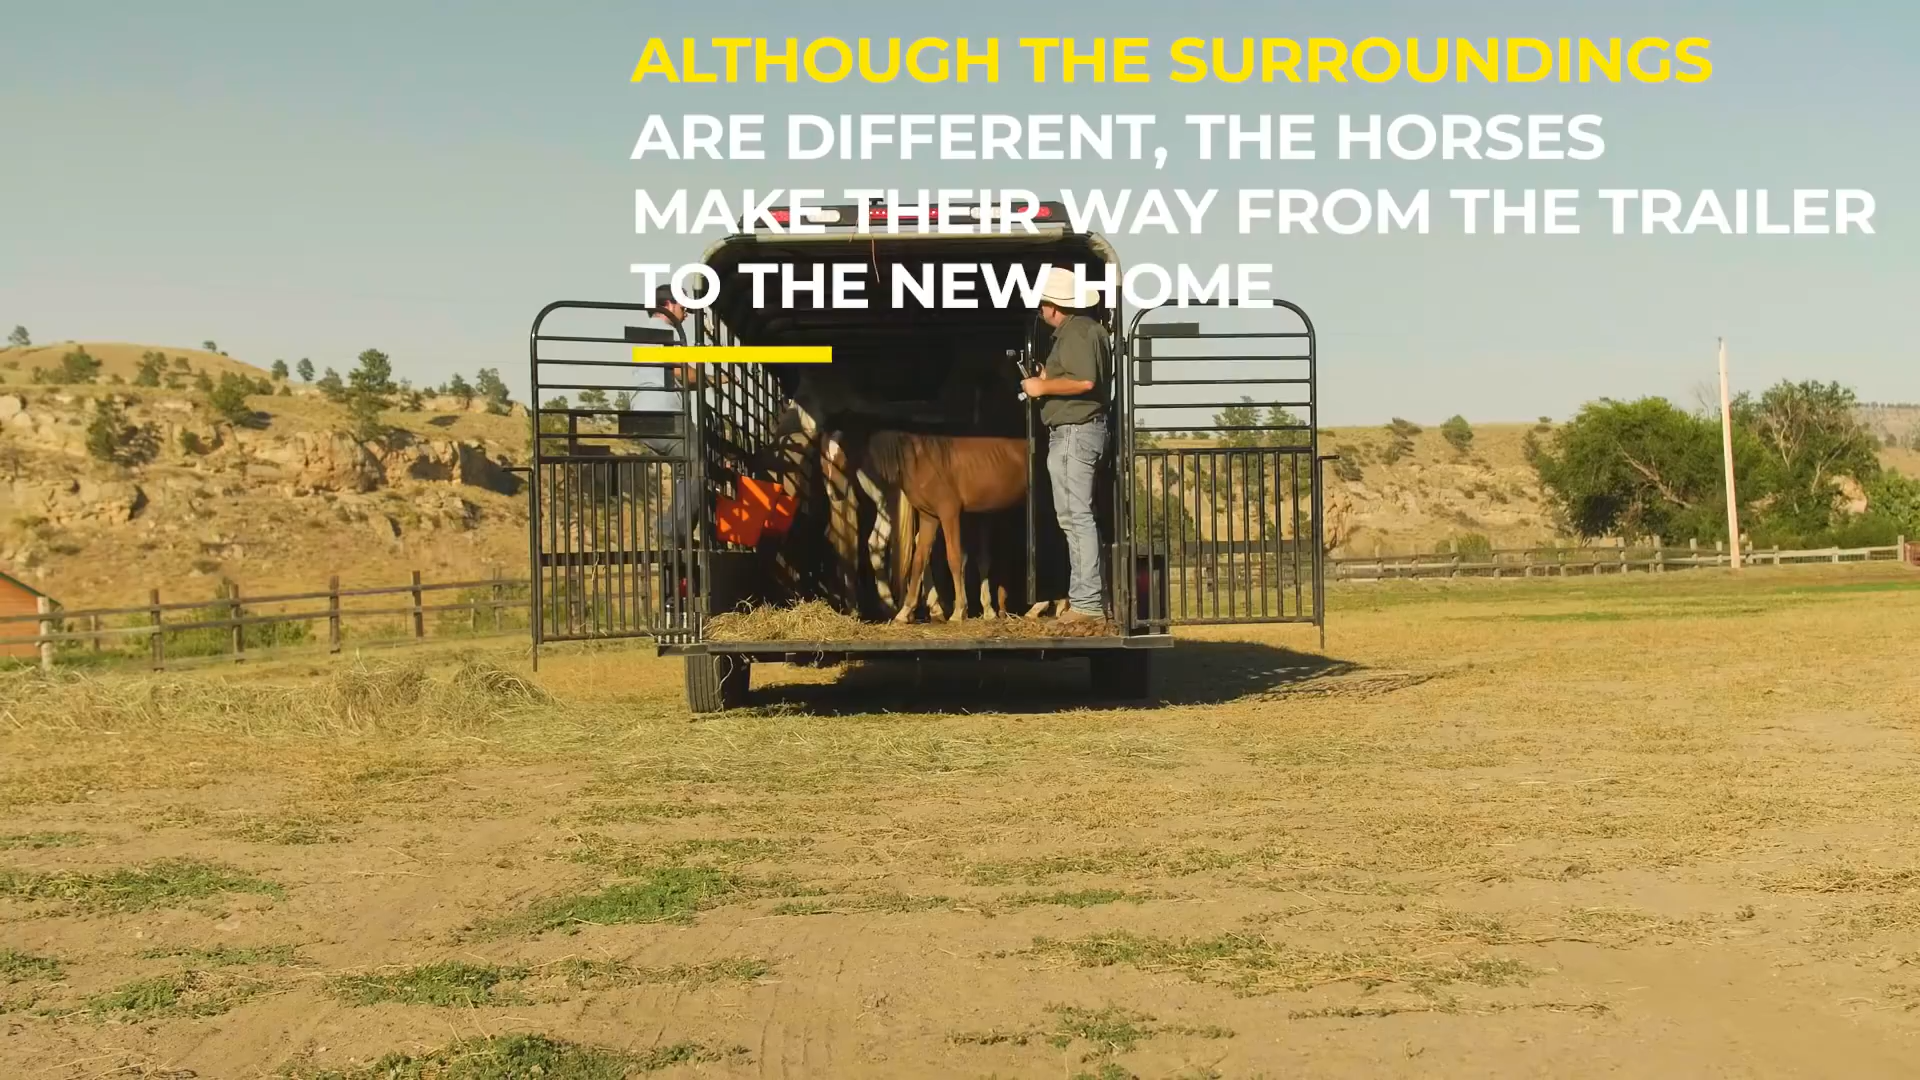 ALTHOUGH THE SURROUNDINGS
ARE DIFFERENT, THE HORSES
MAKE THEIR WAY FROM THE TRAILER
TO THE NEW HOME